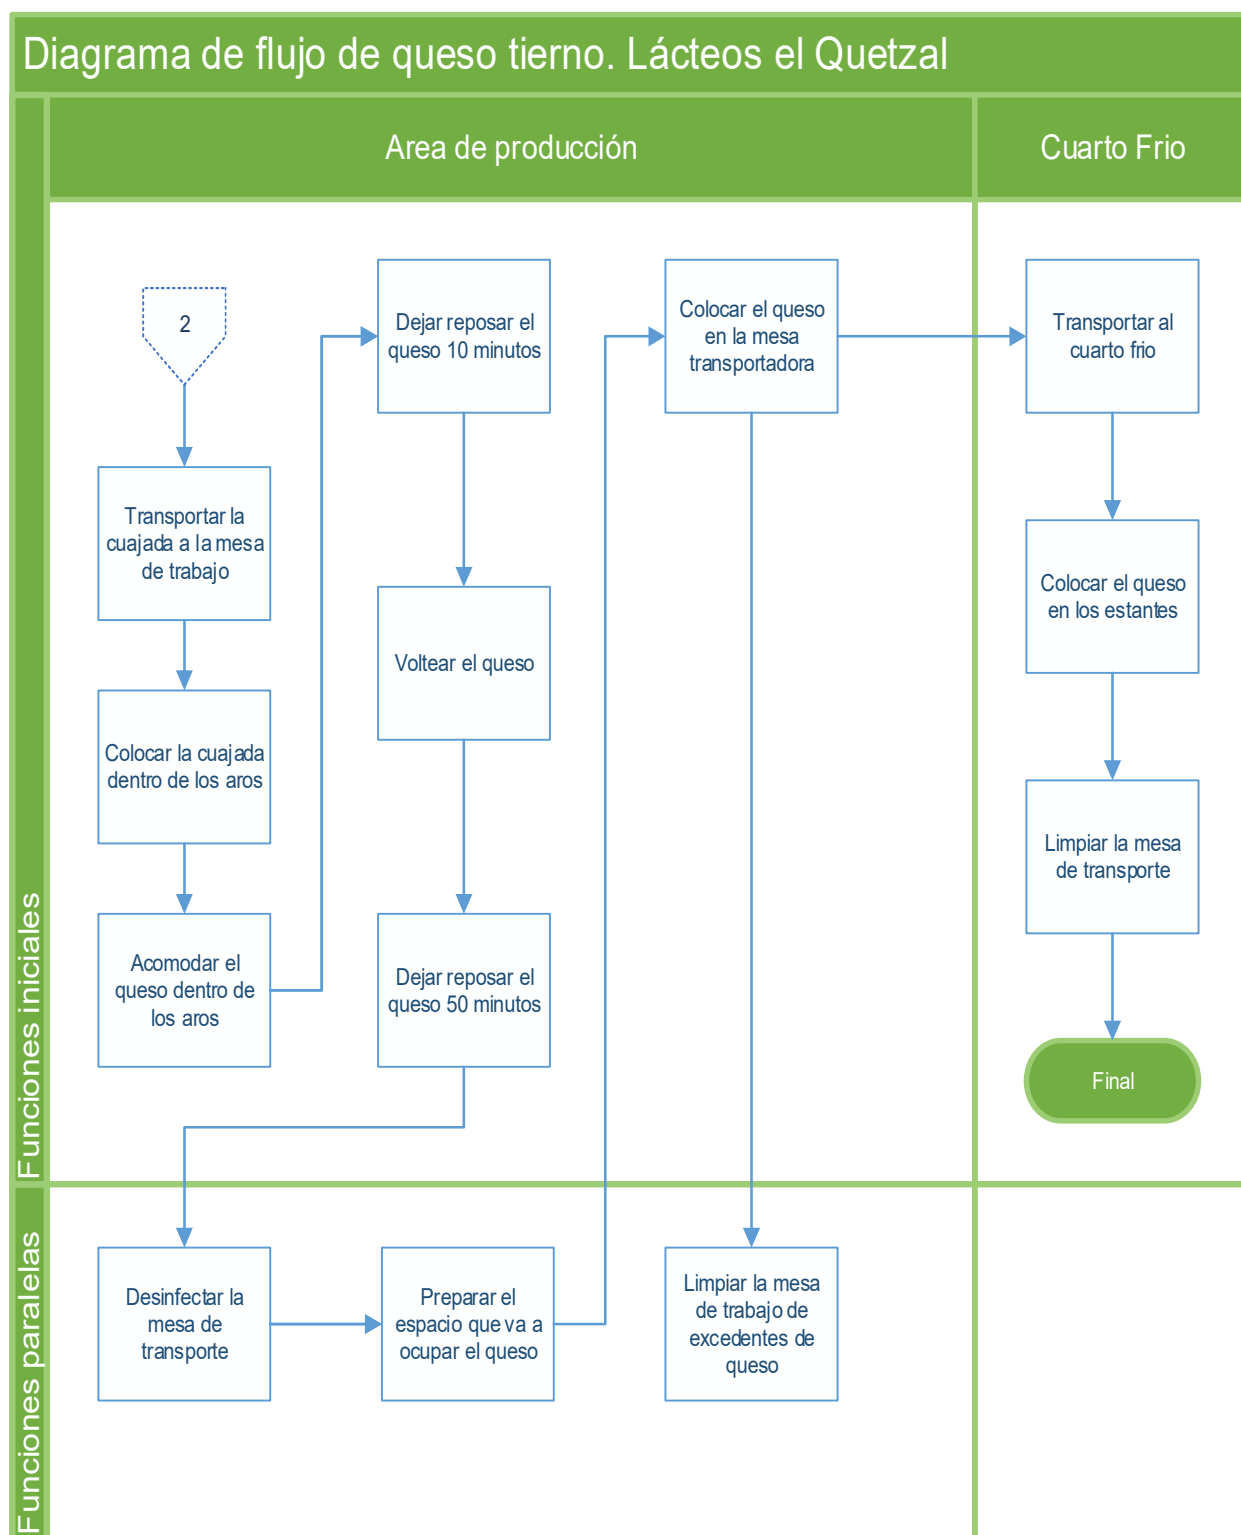 Diagrama de flujo de queso tierno. Lácteos el Quetzal
Area de producción
Cuarto Frio
Funciones iniciales
2
Transportar la
cuajada a la mesa
de trabajo
Colocar la cuajada
dentro de los aros
Acomodar el
queso dentro de
los aros
Dejar reposar el
queso 10 minutos
Voltear el queso
Dejar reposar el
queso 50 minutos
Colocar el queso
en la mesa
transportadora
Transportar al
cuarto frio
Colocar el queso
en los estantes
Limpiar la mesa
de transporte
Final
Funciones paralelas
Desinfectar la
mesa de
transporte
Preparar el
espacio que va a
ocupar el queso
Limpiar la mesa
de trabajo de
excedentes de
queso